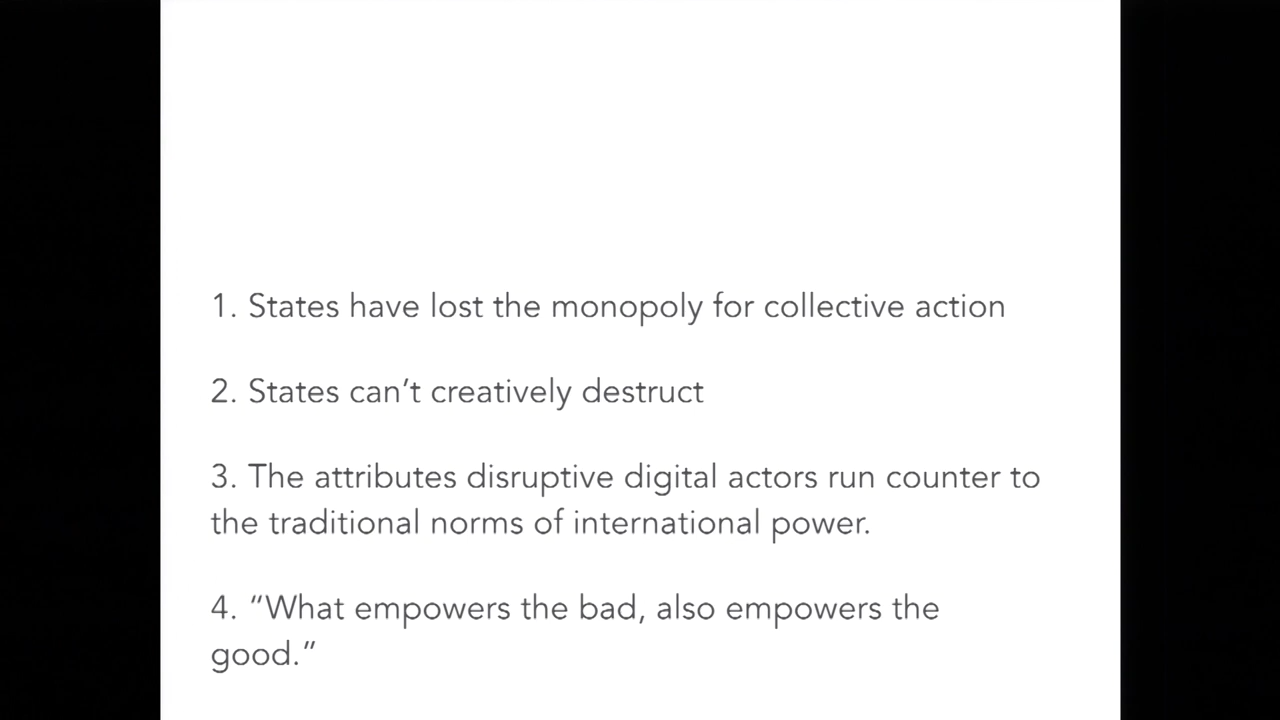 1. States have lost the monopoly for collective action
2. States can’t creatively destruct
3. The attributes disruptive digital actors run counter to
the traditional norms of international power.
4. “What empowers the bad, also empowers the
good.”